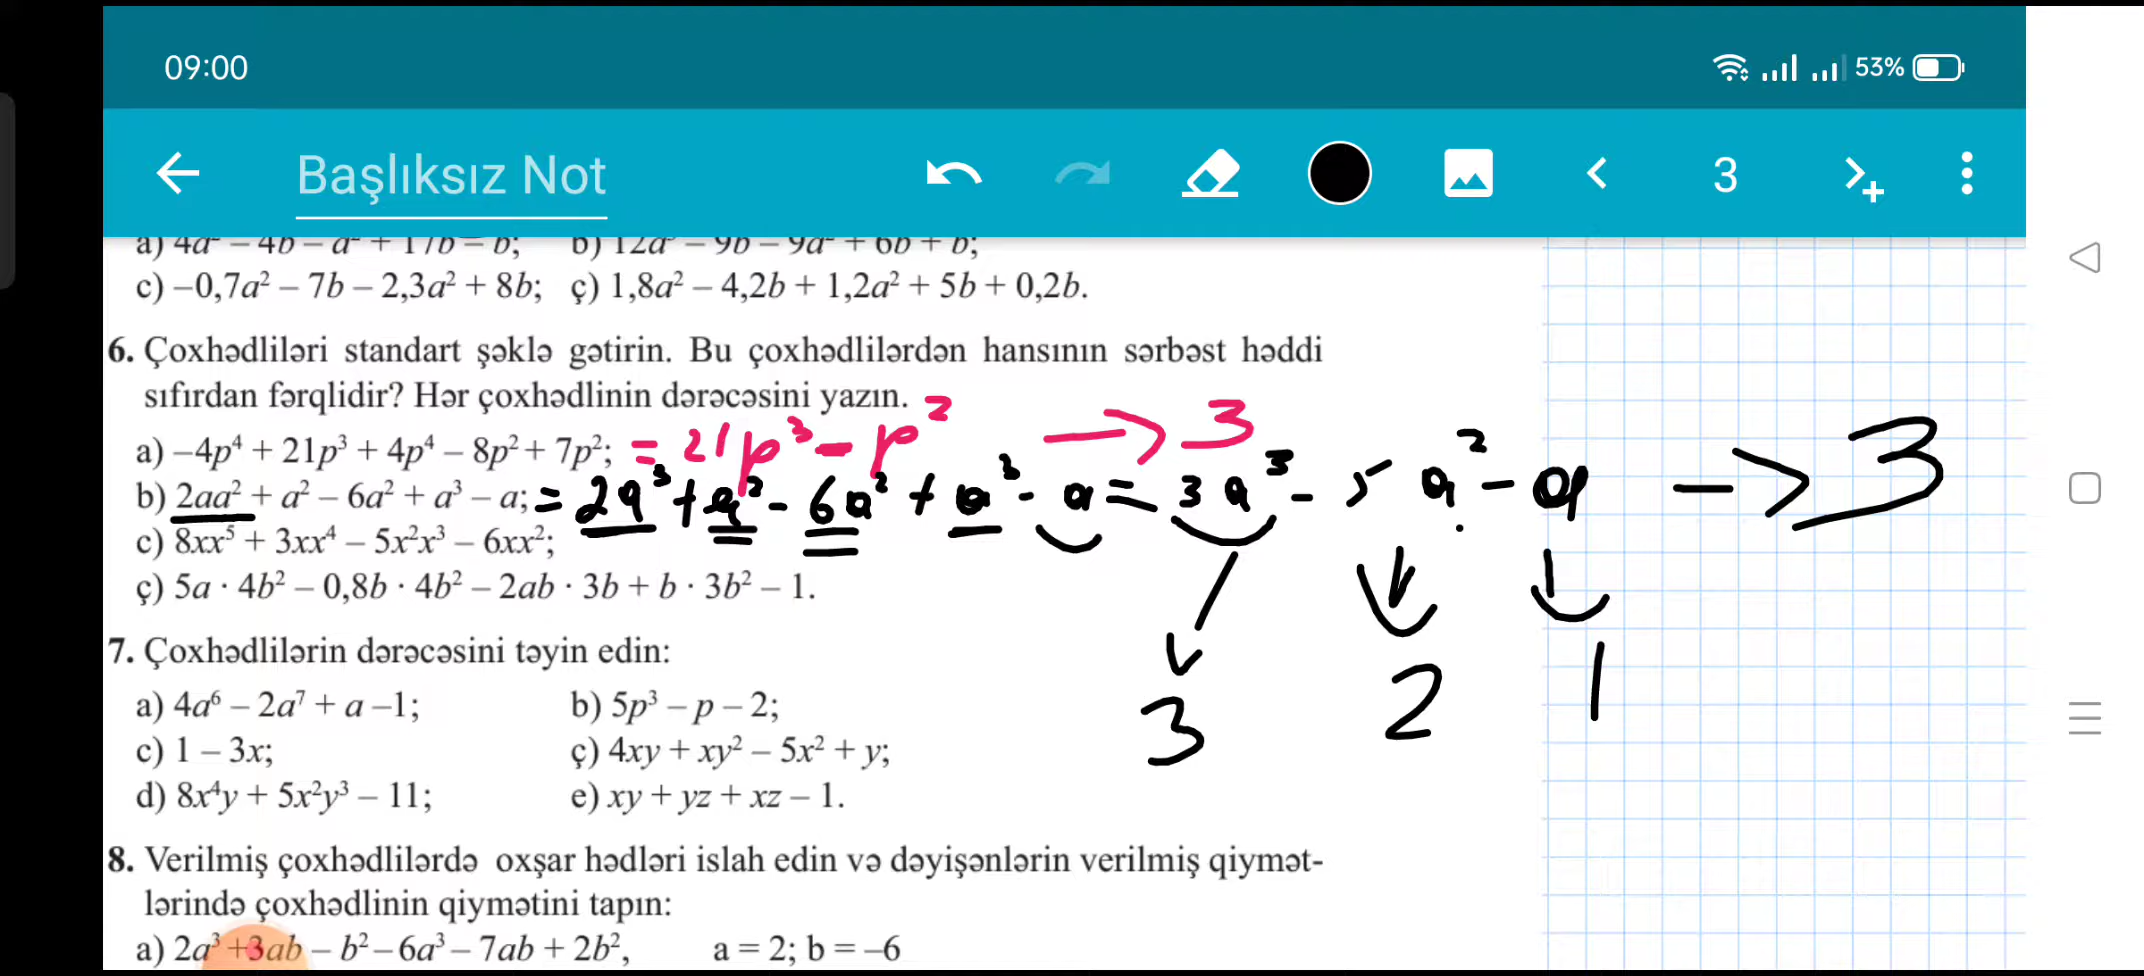 09:00 53%
Başlıksız Not 3
c) –0,7a² – 7b – 2,3a² + 8b; ç) 1,8a² – 4,2b + 1,2a² + 5b + 0,2b.
6. Çoxhədliləri standart şəklə gətirin. Bu çoxhədlilərdən hansının sərbəst həddi
sıfırdan fərqlidir? Hər çoxhədlinin dərəcəsini yazın.
a) –4p⁴ + 21p³ + 4p⁴ – 8p² + 7p²; = 21p³ – p² → 3
b) 2aa² + a² – 6a² + a³ – a; = 2a³ + a² - 6a² + a³ - a = 3a³ - 5a² - a → 3
c) 8xx⁵ + 3xx⁴ – 5x²x³ – 6xx²;
ç) 5a · 4b² – 0,8b · 4b² – 2ab · 3b + b · 3b² – 1.
3 2 1
7. Çoxhədlilərin dərəcəsini təyin edin:
a) 4a⁶ – 2a⁷ + a –1; b) 5p³ – p – 2;
c) 1 – 3x; ç) 4xy + xy² – 5x² + y;
d) 8x⁴y + 5x²y³ – 11; e) xy + yz + xz – 1.
8. Verilmiş çoxhədlilərdə oxşar hədləri islah edin və dəyişənlərin verilmiş qiymət-
lərində çoxhədlinin qiymətini tapın:
a) 2a³ +3ab – b² – 6a³ – 7ab + 2b², a = 2; b = –6